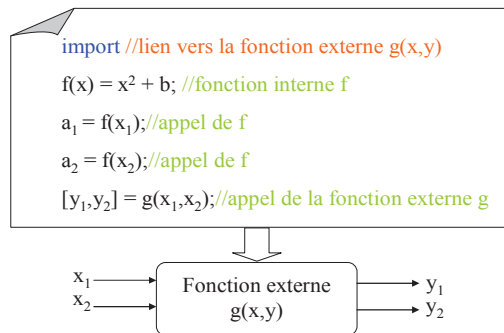 import //lien vers la fonction externe g(x,y)
f(x) = x² + b; //fonction interne f
a₁ = f(x₁);//appel de f
a₂ = f(x₂);//appel de f
[y₁,y₂] = g(x₁,x₂);//appel de la fonction externe g
x₁
x₂
Fonction externe
g(x,y)
y₁
y₂